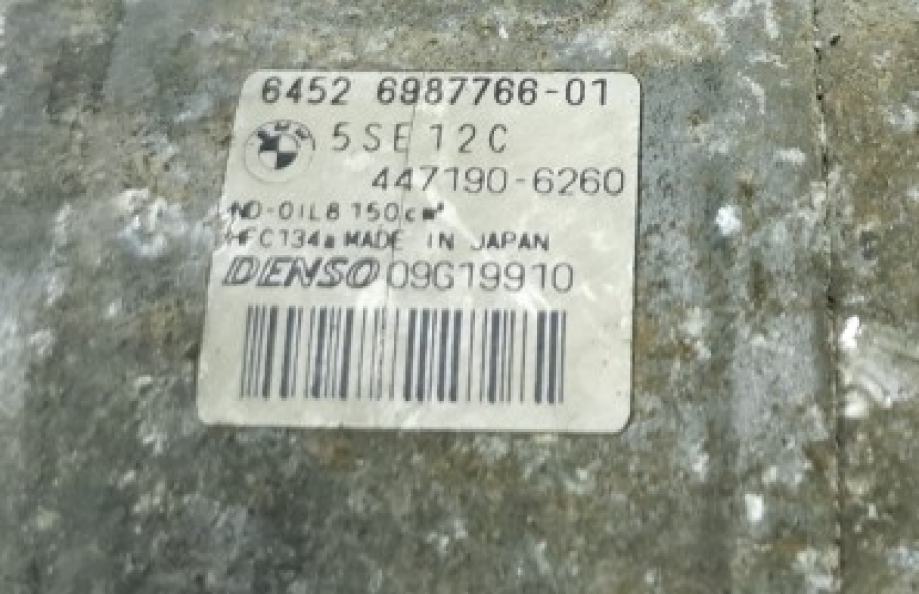 6452 6987766-01
5SE12C
447190-6260
ND-OIL8 150cm³
HFC134a MADE IN JAPAN
DENSO 09G19910